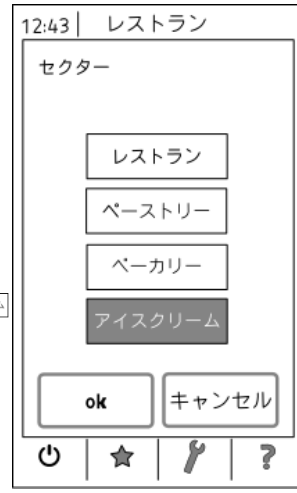 12:43 レストラン
セクター
レストラン
ペーストリー
ベーカリー
アイスクリーム
ok キャンセル
?